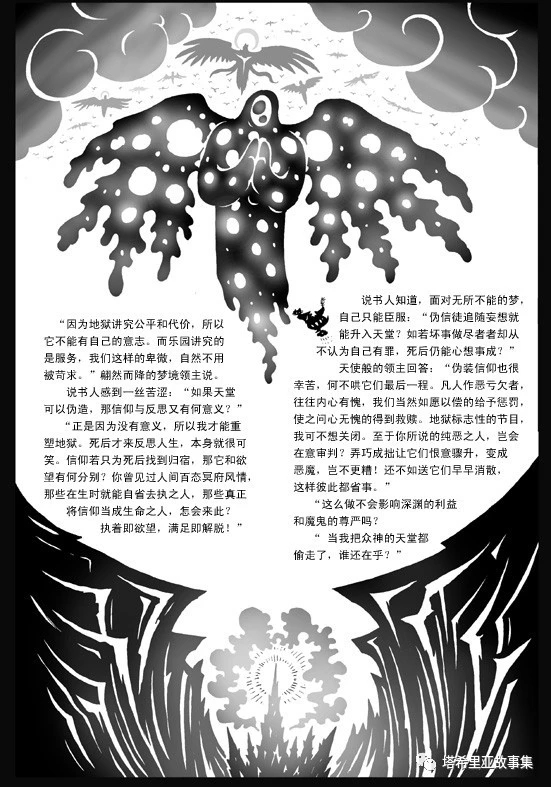 “因为地狱讲究公平和代价，所以
它不能有自己的意志。而乐园讲究的
是服务，我们这样的卑微，自然不用
被苛求。”翩然而降的梦境领主说。
说书人感到一丝苦涩：“如果天堂
可以伪造，那信仰与反思又有何意义？”
“正是因为没有意义，所以我才能重
塑地狱。死后才来反思人生，本身就很可
笑。信仰若只为死后找到归宿，那它和欲
望有何分别？你曾见过人间百态冥府风情，
那些在生时就能自省去执之人，那些真正
将信仰当成生命之人，怎会来此？
执着即欲望，满足即解脱！”
说书人知道，面对无所不能的梦，
自己只能臣服：“伪信徒追随妄想就
能升入天堂？如若坏事做尽者者却从
不认为自己有罪，死后仍能心想事成？”
天使般的领主回答：“伪装信仰也很
幸苦，何不哄它们最后一程。凡人作恶亏欠者，
往往内心有愧，我们当然如愿以偿的给予惩罚，
使之问心无愧的得到救赎。地狱标志性的节目，
我可不想关闭。至于你所说的纯恶之人，岂会
在意审判？弄巧成拙让它们恨意骤升，变成
恶魔，岂不更糟！还不如送它们早早消散，
这样彼此都省事。”
“这么做不会影响深渊的利益
和魔鬼的尊严吗？
“当我把众神的天堂都
偷走了，谁还在乎？”
塔希里亚故事集